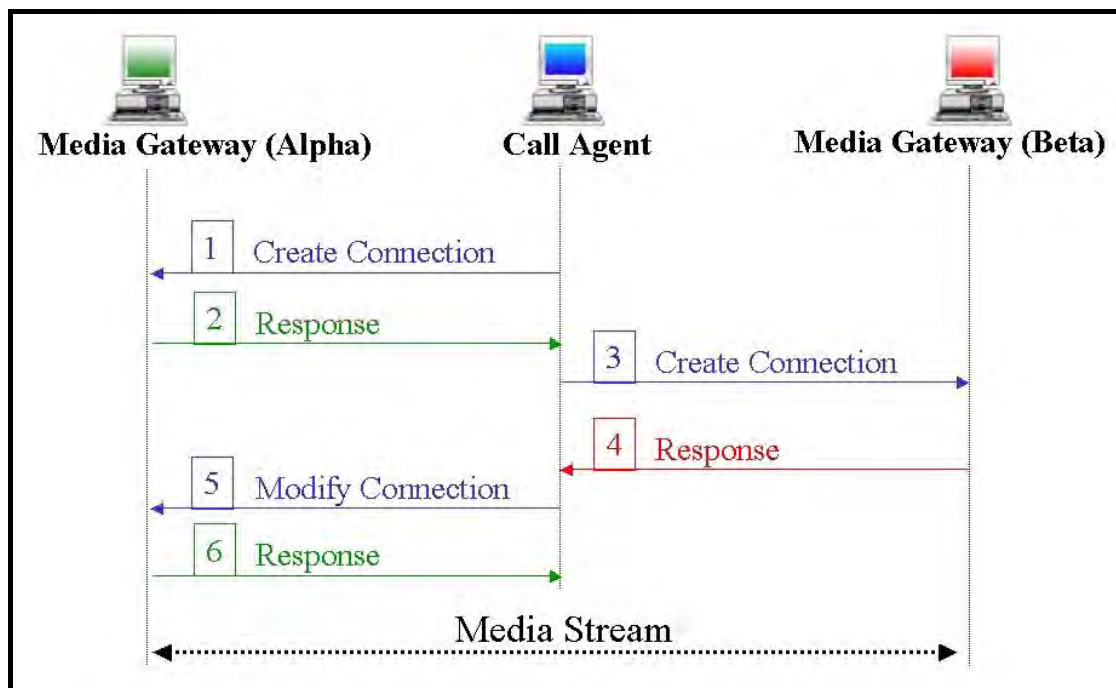 Media Gateway (Alpha)
Call Agent
Media Gateway (Beta)
1 Create Connection
2 Response
3 Create Connection
4 Response
5 Modify Connection
6 Response
Media Stream